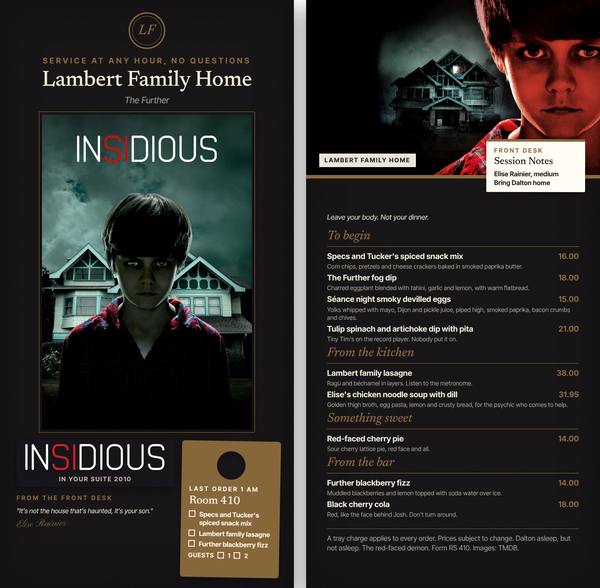 LF
SERVICE AT ANY HOUR, NO QUESTIONS
Lambert Family Home
The Further
INSIDIOUS
INSIDIOUS
IN YOUR SUITE 2010
FROM THE FRONT DESK
"It's not the house that's haunted, it's your son."
Elise Rainier
LAST ORDER 1 AM
Room 410
Specs and Tucker's
spiced snack mix
Lambert family lasagne
Further blackberry fizz
GUESTS 1 2
LAMBERT FAMILY HOME
FRONT DESK
Session Notes
Elise Rainier, medium
Bring Dalton home
Leave your body. Not your dinner.
To begin
Specs and Tucker's spiced snack mix 16.00
Corn chips, pretzels and cheese crackers baked in smoked paprika butter.
The Further fog dip 18.00
Charred eggplant blended with tahini, garlic and lemon, with warm flatbread.
Séance night smoky devilled eggs 15.00
Yolks whipped with mayo, Dijon and pickle juice, piped high, smoked paprika, bacon crumbs
and chives.
Tulip spinach and artichoke dip with pita 21.00
Tiny Tim's on the record player. Nobody put it on.
From the kitchen
Lambert family lasagne 38.00
Ragù and béchamel in layers. Listen to the metronome.
Elise's chicken noodle soup with dill 31.95
Golden thigh broth, egg pasta, lemon and crusty bread, for the psychic who comes to help.
Something sweet
Red-faced cherry pie 14.00
Sour cherry lattice pie, red face and all.
From the bar
Further blackberry fizz 14.00
Muddled blackberries and lemon topped with soda water over ice.
Black cherry cola 18.00
Red, like the face behind Josh. Don't turn around.
A tray charge applies to every order. Prices subject to change. Dalton asleep, but
not asleep. The red-faced demon. Form RS 410. Images: TMDB.